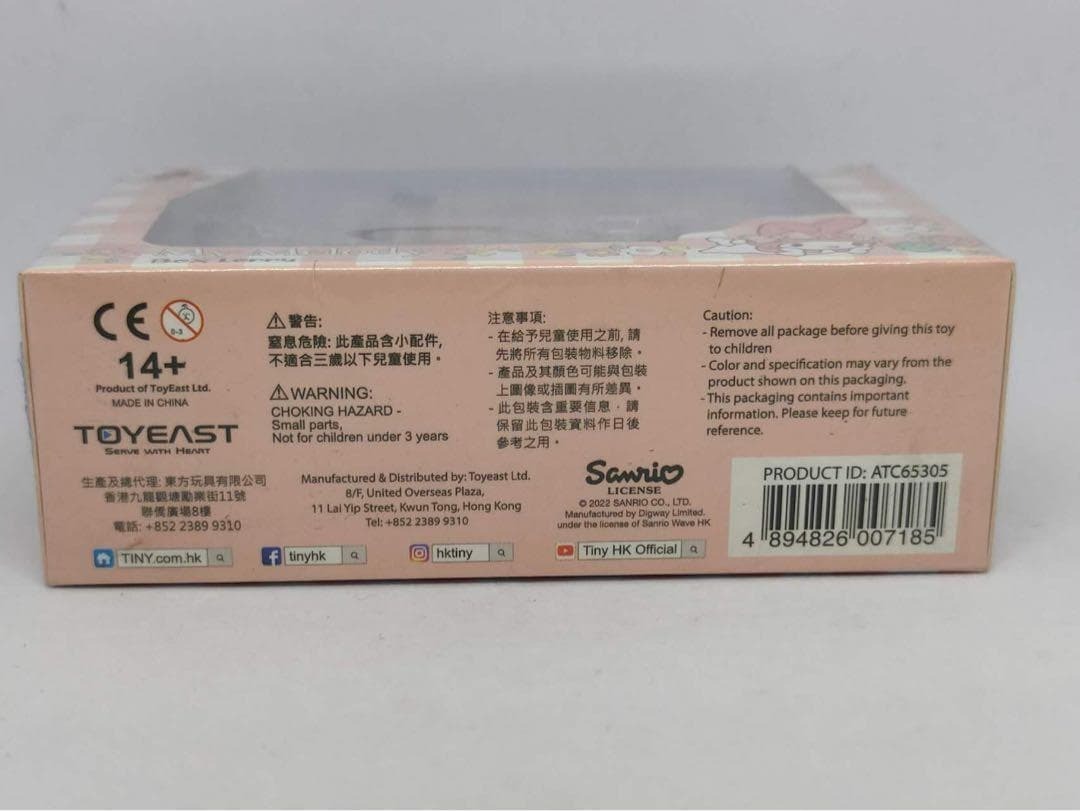 My Melody
CE
0-3
14+
Product of ToyEast Ltd.
MADE IN CHINA
TOYEAST
SERVE WITH HEART
⚠警告:
窒息危險: 此產品含小配件,
不適合三歲以下兒童使用。
⚠WARNING:
CHOKING HAZARD -
Small parts,
Not for children under 3 years
注意事項:
- 在給予兒童使用之前, 請
先將所有包裝物料移除。
- 產品及其顏色可能與包裝
上圖像或插圖有所差異。
- 此包裝含重要信息，請
保留此包裝資料作日後
參考之用。
Caution:
- Remove all package before giving this toy
to children
- Color and specification may vary from the
product shown on this packaging.
- This packaging contains important
information. Please keep for future
reference.
生產及總代理: 東方玩具有限公司
香港九龍觀塘勵業街11號
聯僑廣場8樓
電話: +852 2389 9310
Manufactured & Distributed by: Toyeast Ltd.
8/F, United Overseas Plaza,
11 Lai Yip Street, Kwun Tong, Hong Kong
Tel: +852 2389 9310
Sanrio
LICENSE
© 2022 SANRIO CO., LTD.
Manufactured by Digway Limited.
under the license of Sanrio Wave HK
PRODUCT ID: ATC65305
4 894826 007185
TINY.com.hk
tinyhk
hktiny
Tiny HK Official